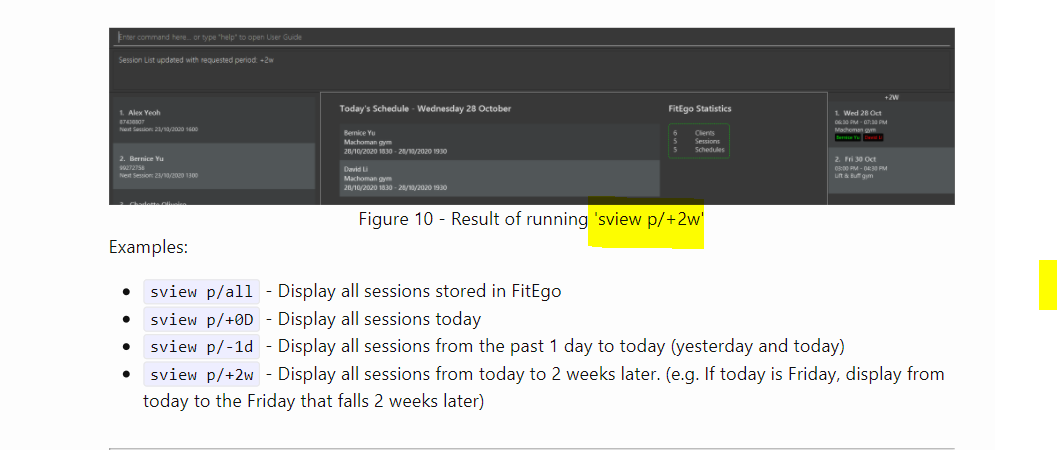 Enter command here... or type "help" to open User Guide
Session List updated with requested period: +2w
1. Alex Yeoh
87438807
Next Session: 23/10/2020 1600
2. Bernice Yu
99272758
Next Session: 23/10/2020 1300
3. Charlotte Oliveiro
Today's Schedule - Wednesday 28 October
Bernice Yu
Machoman gym
28/10/2020 1830 - 28/10/2020 1930
David Li
Machoman gym
28/10/2020 1830 - 28/10/2020 1930
FitEgo Statistics
6 Clients
5 Sessions
5 Schedules
+2W
1. Wed 28 Oct
06:30 PM - 07:30 PM
Machoman gym
Bernice Yu David Li
2. Fri 30 Oct
03:00 PM - 04:30 PM
Lift & Buff gym
Figure 10 - Result of running 'sview p/+2w'
Examples:
• sview p/all - Display all sessions stored in FitEgo
• sview p/+0D - Display all sessions today
• sview p/-1d - Display all sessions from the past 1 day to today (yesterday and today)
• sview p/+2w - Display all sessions from today to 2 weeks later. (e.g. If today is Friday, display from
today to the Friday that falls 2 weeks later)